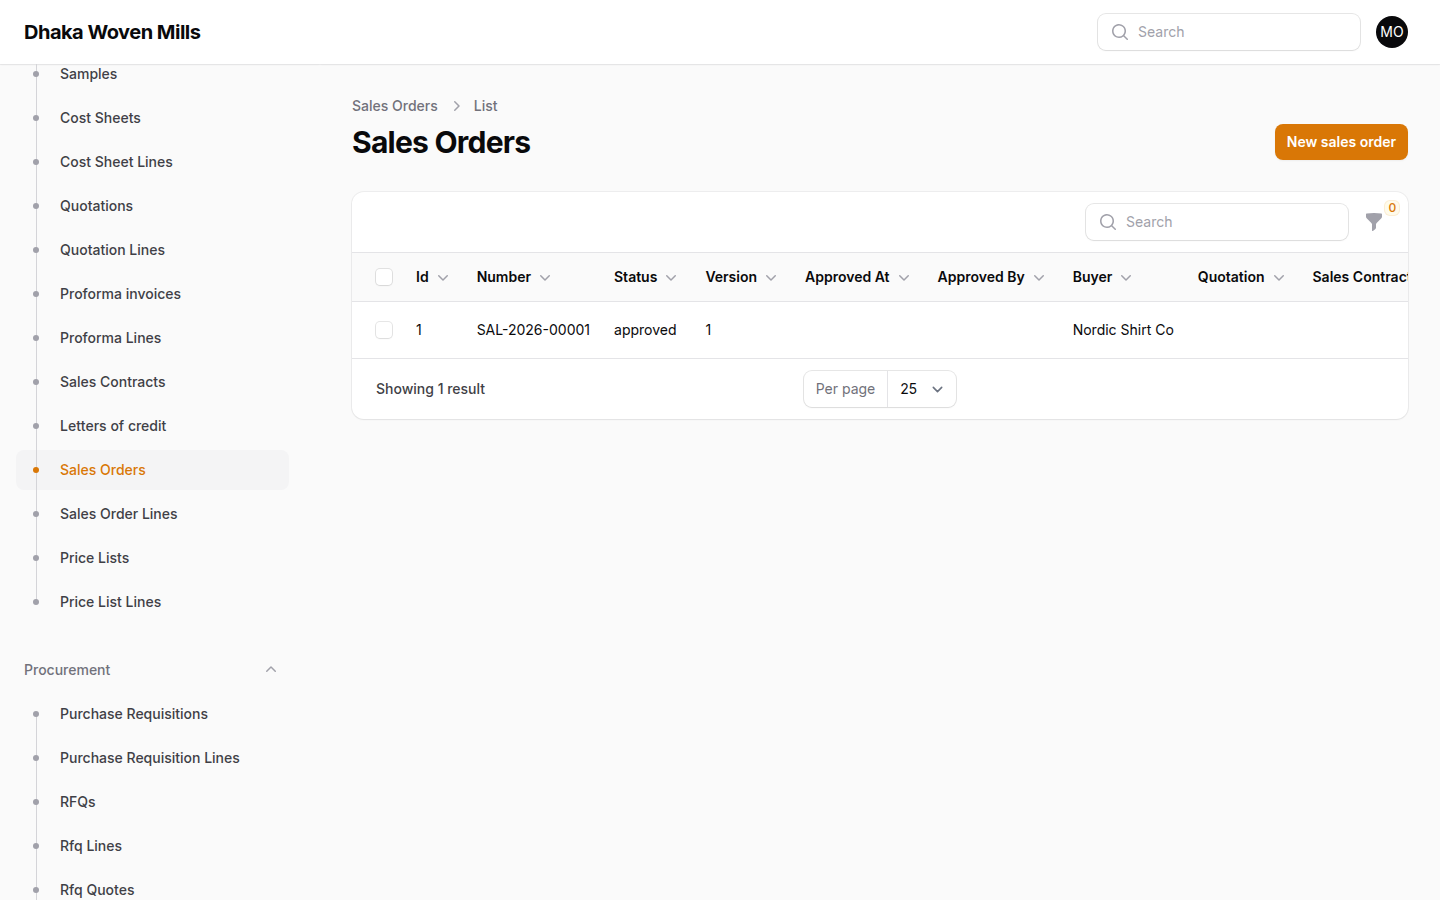 Dhaka Woven Mills
Search
MO
Samples
Cost Sheets
Cost Sheet Lines
Quotations
Quotation Lines
Proforma invoices
Proforma Lines
Sales Contracts
Letters of credit
Sales Orders
Sales Order Lines
Price Lists
Price List Lines
Procurement
Purchase Requisitions
Purchase Requisition Lines
RFQs
Rfq Lines
Rfq Quotes
Sales Orders List
Sales Orders
New sales order
Search
0
Id Number Status Version Approved At Approved By Buyer Quotation Sales Contract
1 SAL-2026-00001 approved 1 Nordic Shirt Co
Showing 1 result
Per page 25